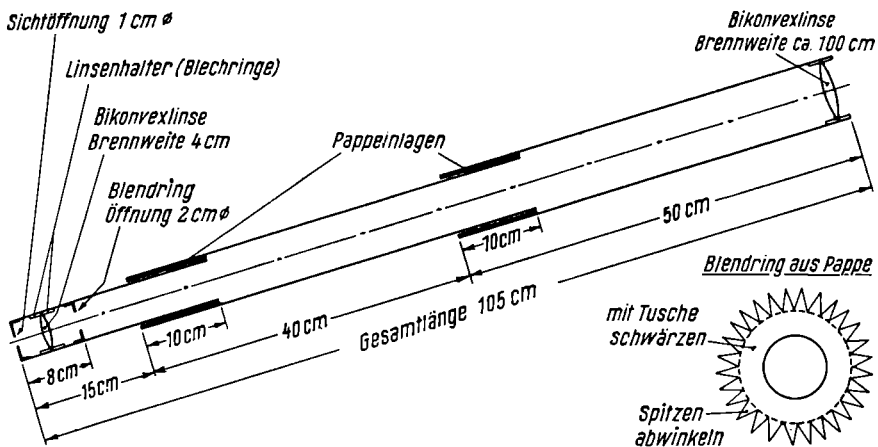 Sichtöffnung 1 cm ø
Linsenhalter (Blechringe)
Bikonvexlinse
Brennweite 4 cm
Blendring
Öffnung 2 cm ø
Pappeinlagen
Bikonvexlinse
Brennweite ca. 100 cm
50 cm
10cm
40 cm
10 cm
8 cm
15 cm
Gesamtlänge 105 cm
Blendring aus Pappe
mit Tusche
schwärzen
Spitzen
abwinkeln